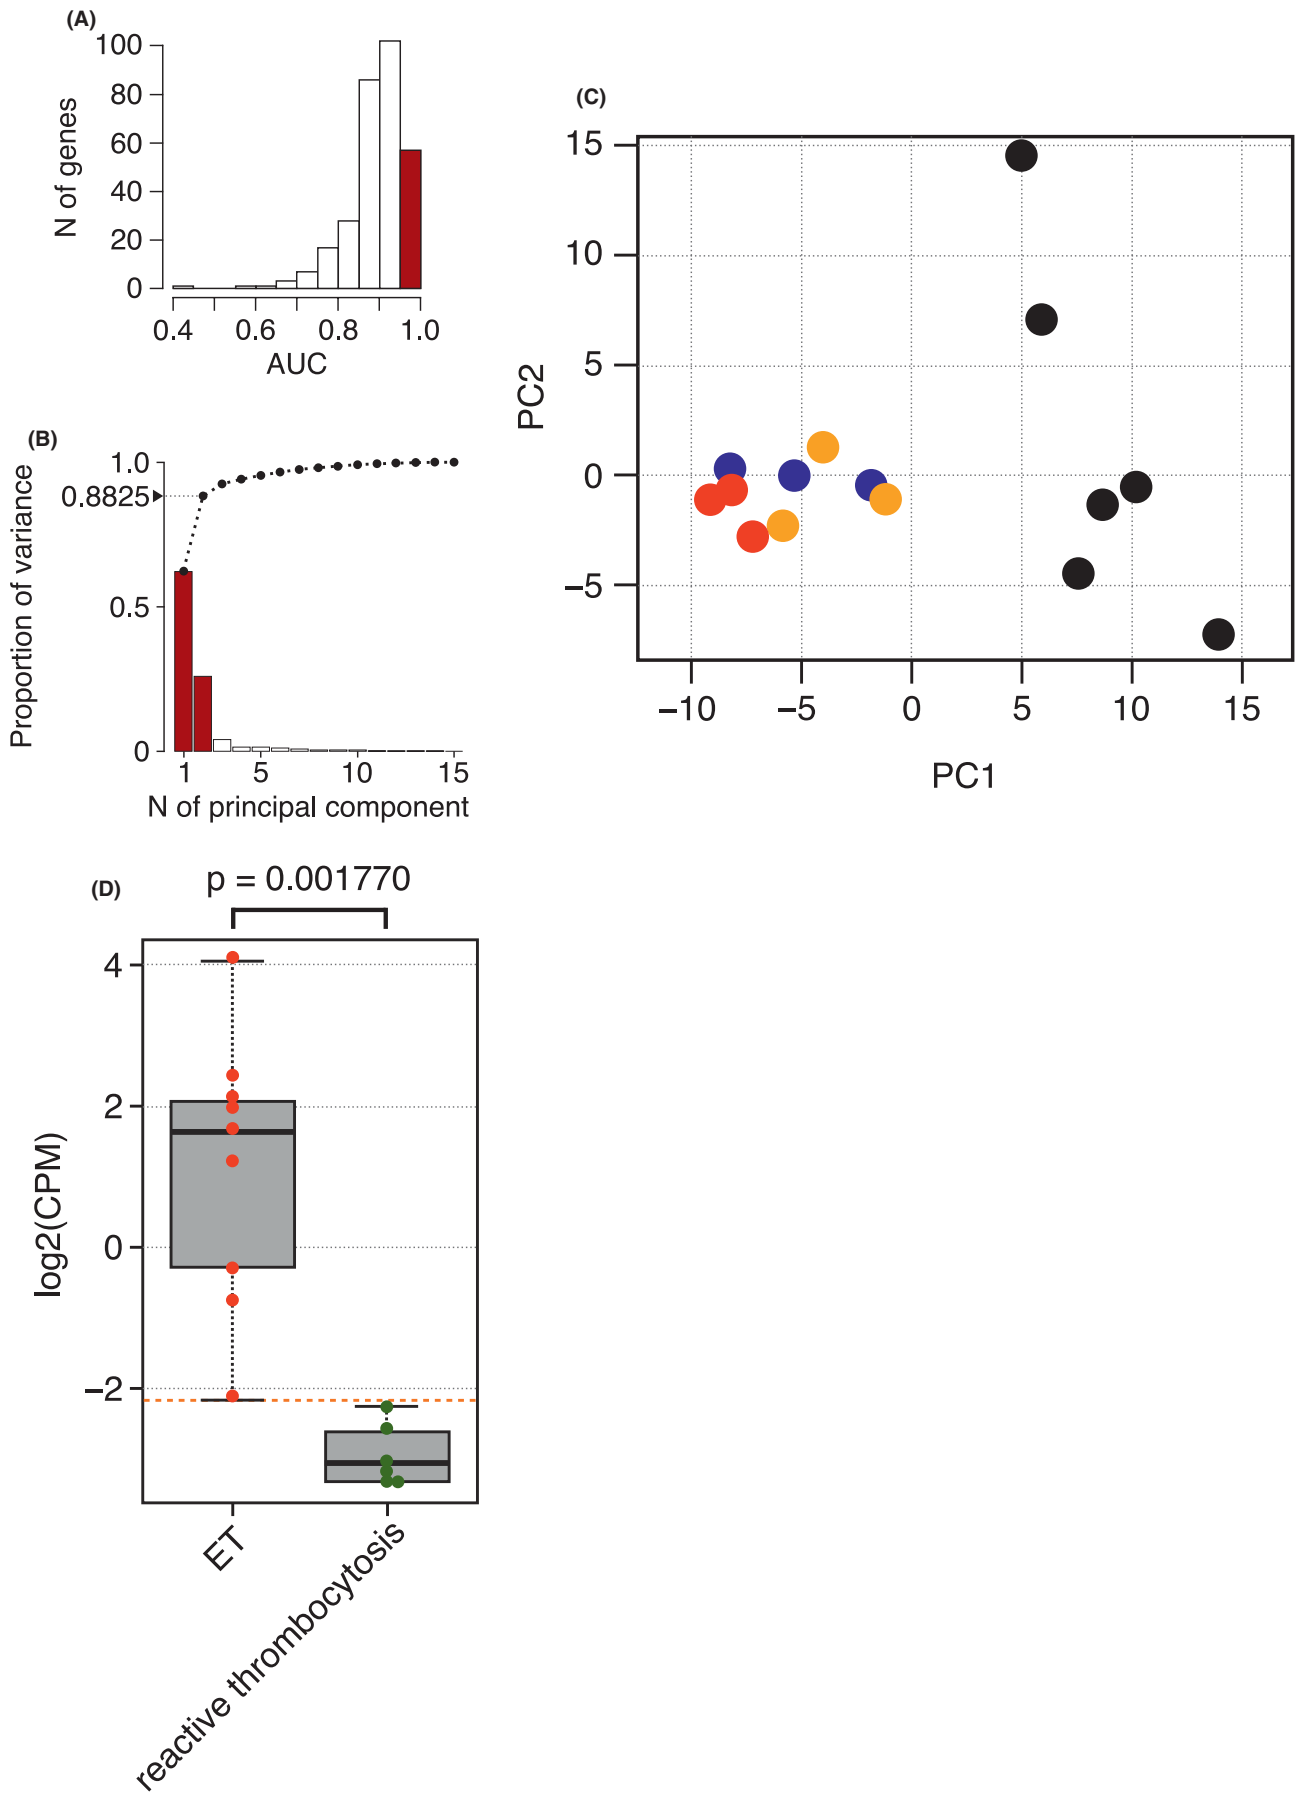 (A)
100
80
60
40
20
0
N of genes
0.4 0.6 0.8 1.0
AUC
(B)
1.0
0.8825
0.5
0
Proportion of variance
1 5 10 15
N of principal component
(C)
15
10
5
0
−5
PC2
−10 −5 0 5 10 15
PC1
(D)
p = 0.001770
4
2
0
−2
log2(CPM)
ET
reactive thrombocytosis